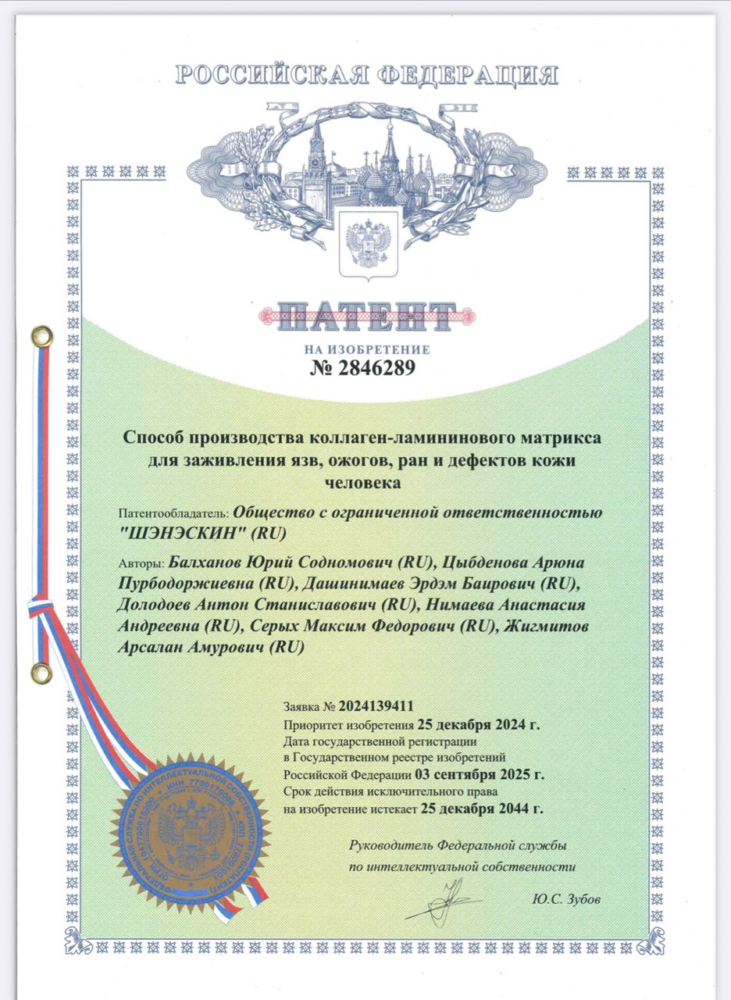 РОССИЙСКАЯ ФЕДЕРАЦИЯ
ПАТЕНТ
НА ИЗОБРЕТЕНИЕ
№ 2846289
Способ производства коллаген-ламининового матрикса
для заживления язв, ожогов, ран и дефектов кожи
человека
Патентообладатель: Общество с ограниченной ответственностью
"ШЭНЭСКИН" (RU)
Авторы: Балханов Юрий Содномович (RU), Цыбденова Арюна
Пурбодоржиевна (RU), Дашинимаев Эрдэм Баирович (RU),
Долодоев Антон Станиславович (RU), Нимаева Анастасия
Андреевна (RU), Серых Максим Федорович (RU), Жигмитов
Арсалан Амурович (RU)
Заявка № 2024139411
Приоритет изобретения 25 декабря 2024 г.
Дата государственной регистрации
в Государственном реестре изобретений
Российской Федерации 03 сентября 2025 г.
Срок действия исключительного права
на изобретение истекает 25 декабря 2044 г.
Руководитель Федеральной службы
по интеллектуальной собственности
Ю.С. Зубов
ФЕДЕРАЛЬНАЯ СЛУЖБА ПО ИНТЕЛЛЕКТУАЛЬНОЙ СОБСТВЕННОСТИ (РОСПАТЕНТ)
ОГРН 1047730015200 * ИНН 7730176088 * КПП 773001001